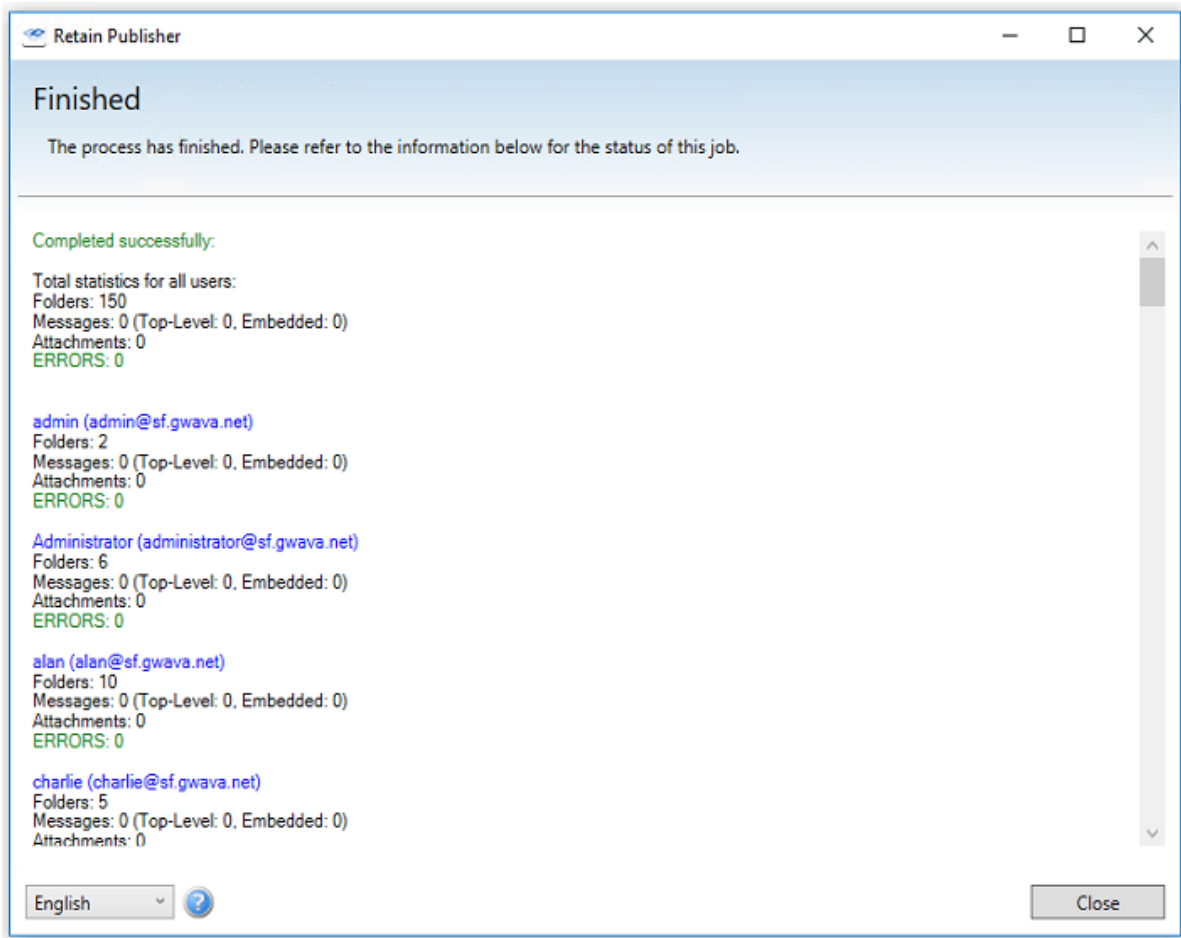 Retain Publisher
Finished
The process has finished. Please refer to the information below for the status of this job.
Completed successfully:
Total statistics for all users:
Folders: 150
Messages: 0 (Top-Level: 0, Embedded: 0)
Attachments: 0
ERRORS: 0
admin (admin@sf.gwava.net)
Folders: 2
Messages: 0 (Top-Level: 0, Embedded: 0)
Attachments: 0
ERRORS: 0
Administrator (administrator@sf.gwava.net)
Folders: 6
Messages: 0 (Top-Level: 0, Embedded: 0)
Attachments: 0
ERRORS: 0
alan (alan@sf.gwava.net)
Folders: 10
Messages: 0 (Top-Level: 0, Embedded: 0)
Attachments: 0
ERRORS: 0
charlie (charlie@sf.gwava.net)
Folders: 5
Messages: 0 (Top-Level: 0, Embedded: 0)
Attachments: 0
English
?
Close